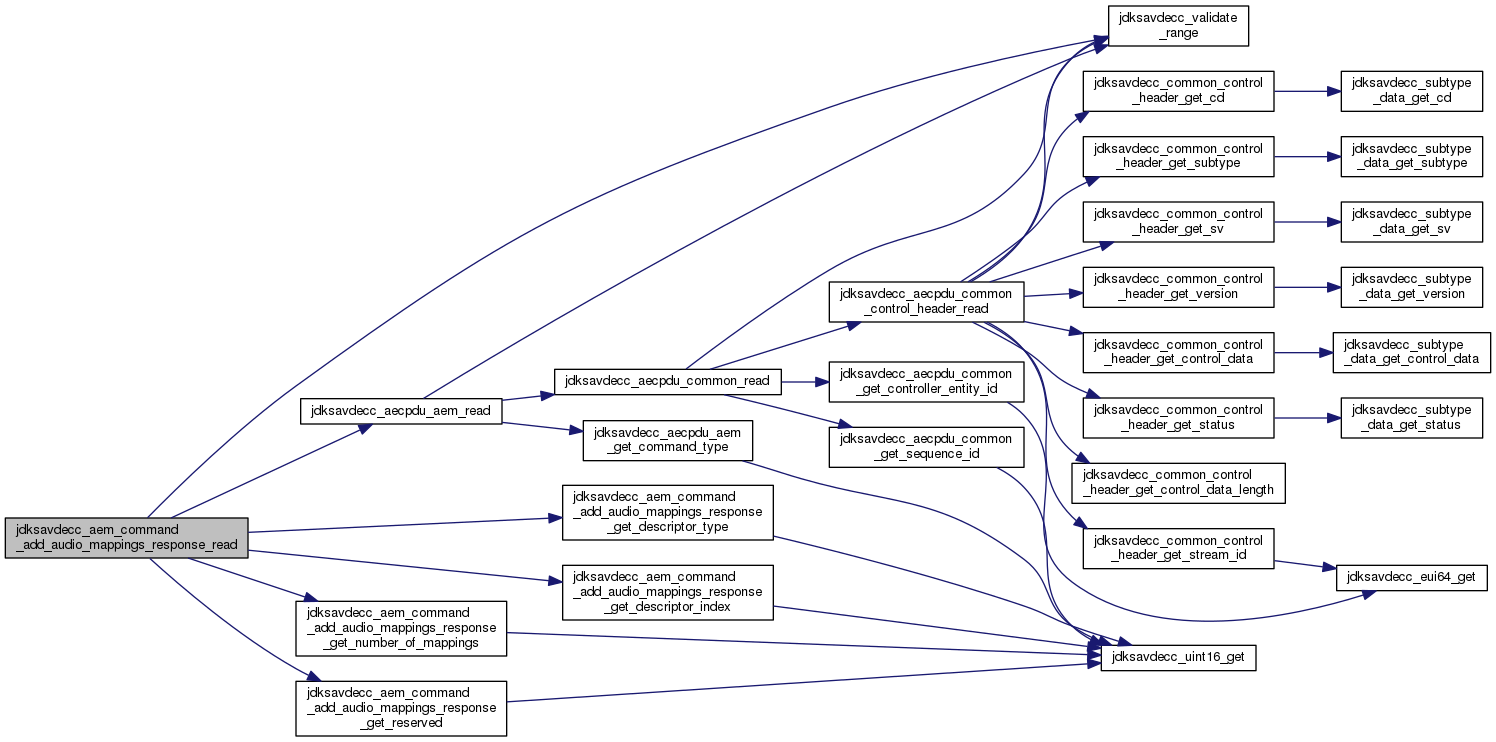 jdksavdecc_validate
_range
jdksavdecc_common_control
_header_get_cd
jdksavdecc_subtype
_data_get_cd
jdksavdecc_common_control
_header_get_subtype
jdksavdecc_subtype
_data_get_subtype
jdksavdecc_common_control
_header_get_sv
jdksavdecc_subtype
_data_get_sv
jdksavdecc_aecpdu_common
_control_header_read
jdksavdecc_common_control
_header_get_version
jdksavdecc_subtype
_data_get_version
jdksavdecc_common_control
_header_get_control_data
jdksavdecc_subtype
_data_get_control_data
jdksavdecc_aecpdu_common_read
jdksavdecc_aecpdu_common
_get_controller_entity_id
jdksavdecc_aecpdu_aem_read
jdksavdecc_common_control
_header_get_status
jdksavdecc_subtype
_data_get_status
jdksavdecc_aecpdu_aem
_get_command_type
jdksavdecc_aecpdu_common
_get_sequence_id
jdksavdecc_common_control
_header_get_control_data_length
jdksavdecc_aem_command
_add_audio_mappings_response
_get_descriptor_type
jdksavdecc_aem_command
_add_audio_mappings_response_read
jdksavdecc_common_control
_header_get_stream_id
jdksavdecc_eui64_get
jdksavdecc_aem_command
_add_audio_mappings_response
_get_descriptor_index
jdksavdecc_aem_command
_add_audio_mappings_response
_get_number_of_mappings
jdksavdecc_uint16_get
jdksavdecc_aem_command
_add_audio_mappings_response
_get_reserved